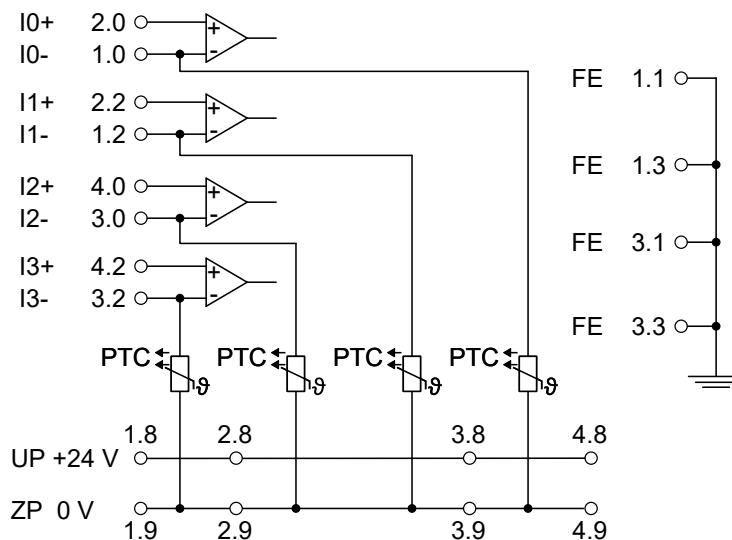 I0+ 2.0
I0- 1.0
I1+ 2.2
I1- 1.2
I2+ 4.0
I2- 3.0
I3+ 4.2
I3- 3.2
+
-
+
-
+
-
+
-
FE 1.1
FE 1.3
FE 3.1
FE 3.3
PTC ϑ PTC ϑ PTC ϑ PTC ϑ
1.8 2.8 3.8 4.8
UP +24 V
ZP 0 V
1.9 2.9 3.9 4.9